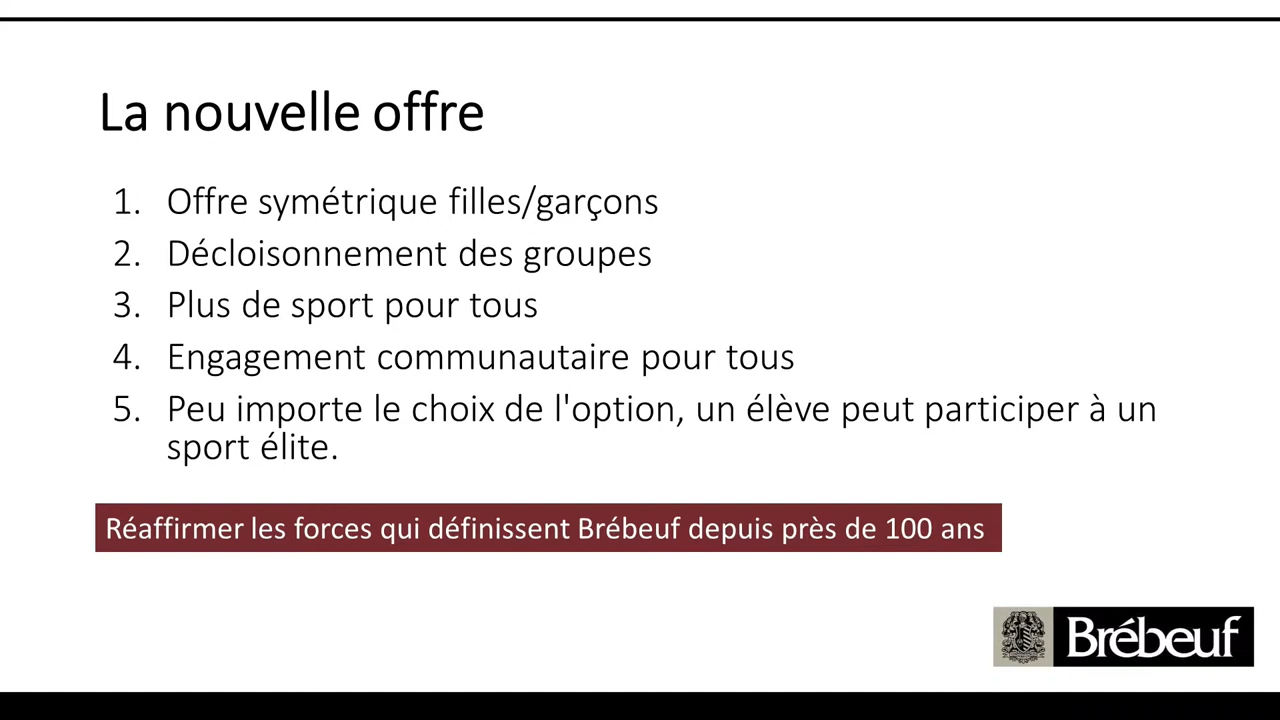 La nouvelle offre
1. Offre symétrique filles/garçons
2. Décloisonnement des groupes
3. Plus de sport pour tous
4. Engagement communautaire pour tous
5. Peu importe le choix de l'option, un élève peut participer à un
sport élite.
Réaffirmer les forces qui définissent Brébeuf depuis près de 100 ans
Brébeuf